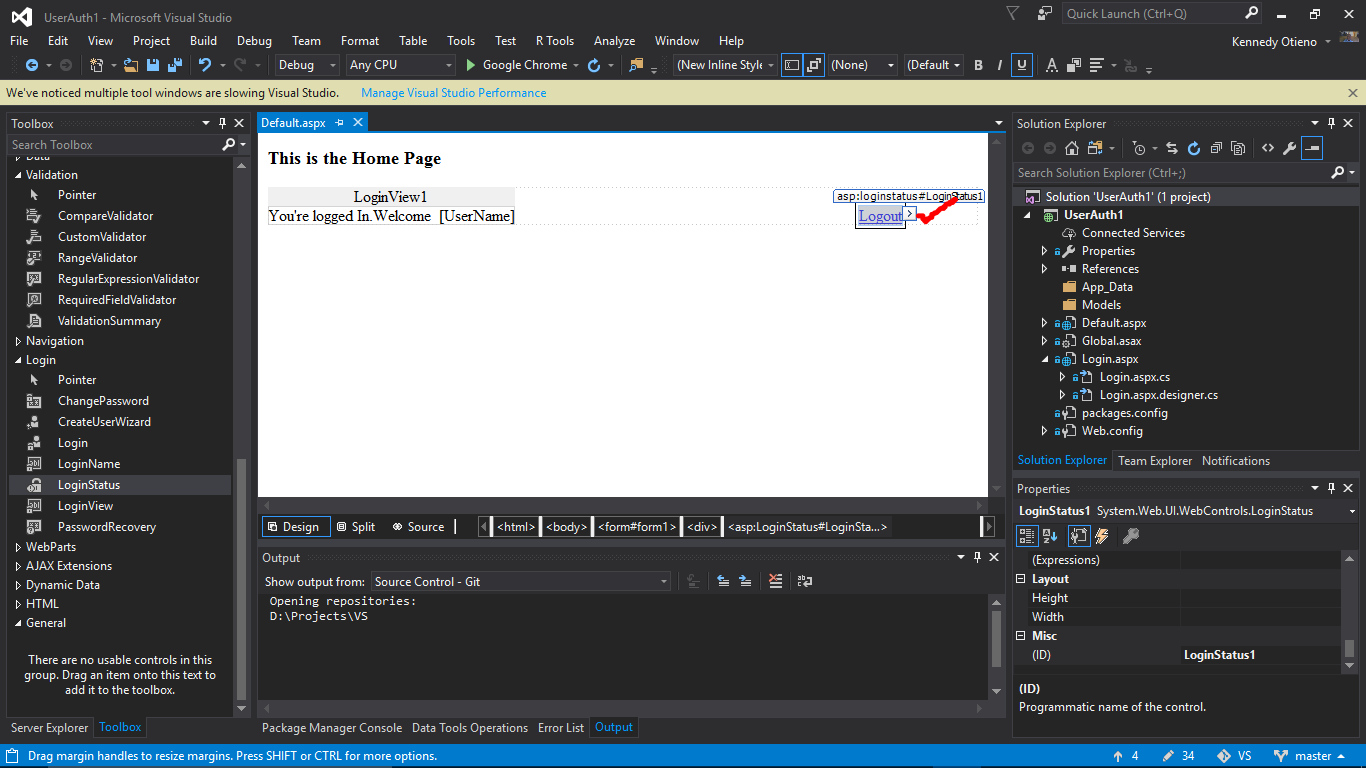 UserAuth1 - Microsoft Visual Studio
Quick Launch (Ctrl+Q)
File Edit View Project Build Debug Team Format Table Tools Test R Tools Analyze Window Help
Kennedy Otieno
Debug Any CPU Google Chrome (New Inline Style (None) (Default B I U
We've noticed multiple tool windows are slowing Visual Studio. Manage Visual Studio Performance
Toolbox
Search Toolbox
Data
Validation
Pointer
CompareValidator
CustomValidator
RangeValidator
RegularExpressionValidator
RequiredFieldValidator
ValidationSummary
Navigation
Login
Pointer
ChangePassword
CreateUserWizard
Login
LoginName
LoginStatus
LoginView
PasswordRecovery
WebParts
AJAX Extensions
Dynamic Data
HTML
General
There are no usable controls in this
group. Drag an item onto this text to
add it to the toolbox.
Server Explorer Toolbox
Default.aspx
This is the Home Page
LoginView1
You're logged In.Welcome [UserName]
asp:loginstatus#LoginStatus1
Logout
Design Split Source <html> <body> <form#form1> <div> <asp:LoginStatus#LoginSta...>
Output
Show output from: Source Control - Git
Opening repositories:
D:\Projects\VS
Package Manager Console Data Tools Operations Error List Output
Solution Explorer
Search Solution Explorer (Ctrl+;)
Solution 'UserAuth1' (1 project)
UserAuth1
Connected Services
Properties
References
App_Data
Models
Default.aspx
Global.asax
Login.aspx
Login.aspx.cs
Login.aspx.designer.cs
packages.config
Web.config
Solution Explorer Team Explorer Notifications
Properties
LoginStatus1 System.Web.UI.WebControls.LoginStatus
(Expressions)
Layout
Height
Width
Misc
(ID) LoginStatus1
(ID)
Programmatic name of the control.
Drag margin handles to resize margins. Press SHIFT or CTRL for more options.
4 34 VS master